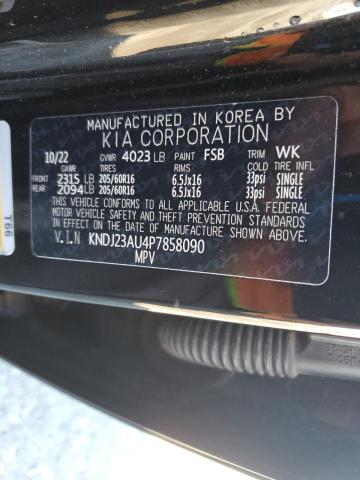 MANUFACTURED IN KOREA BY
KIA CORPORATION
10/22 GVWR 4023 LB PAINT FSB TRIM WK
GAWR TIRES RIMS COLD TIRE INFL
FRONT 2315 LB 205/60R16 6.5Jx16 33psi SINGLE
REAR 2094 LB 205/60R16 6.5Jx16 33psi SINGLE
THIS VEHICLE CONFORMS TO ALL APPLICABLE U.S.A. FEDERAL
MOTOR VEHICLE SAFETY, BUMPER, AND THEFT PREVENTION STANDARDS
IN EFFECT ON THE DATE OF MANUFACTURE SHOWN ABOVE.
V.I.N KNDJ23AU4P7858090
MPV
T66